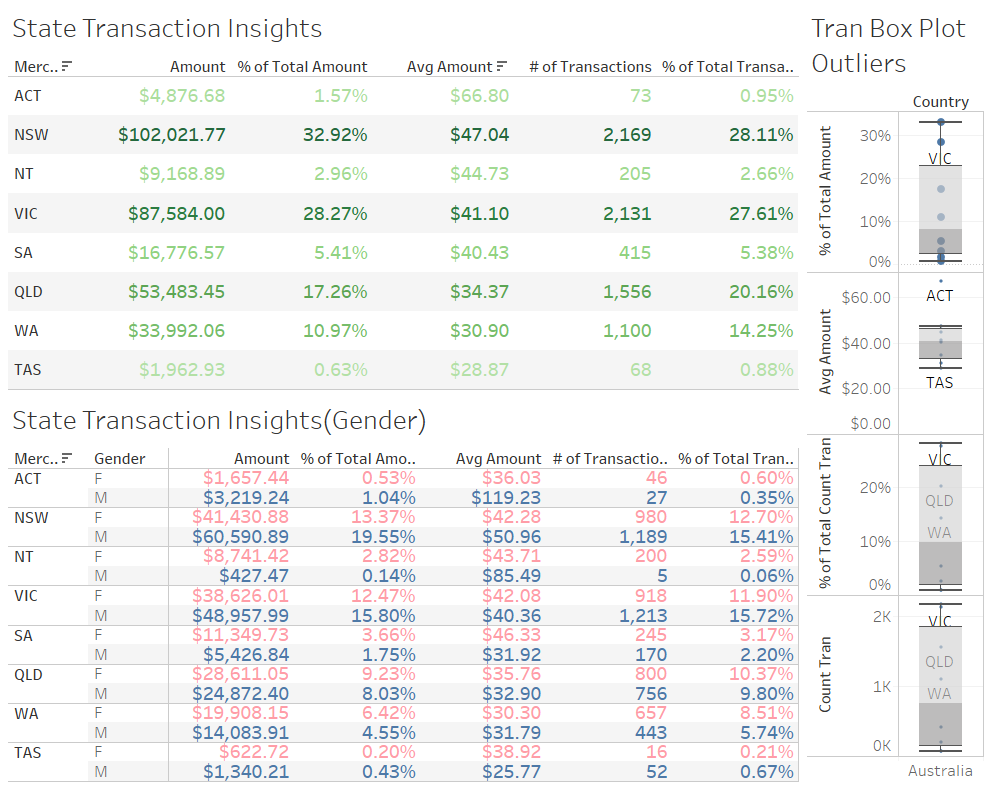 State Transaction Insights
Merc.. Amount % of Total Amount Avg Amount # of Transactions % of Total Transa..
ACT $4,876.68 1.57% $66.80 73 0.95%
NSW $102,021.77 32.92% $47.04 2,169 28.11%
NT $9,168.89 2.96% $44.73 205 2.66%
VIC $87,584.00 28.27% $41.10 2,131 27.61%
SA $16,776.57 5.41% $40.43 415 5.38%
QLD $53,483.45 17.26% $34.37 1,556 20.16%
WA $33,992.06 10.97% $30.90 1,100 14.25%
TAS $1,962.93 0.63% $28.87 68 0.88%
State Transaction Insights(Gender)
Merc.. Gender Amount % of Total Amo.. Avg Amount # of Transactio.. % of Total Tran..
ACT F $1,657.44 0.53% $36.03 46 0.60%
M $3,219.24 1.04% $119.23 27 0.35%
NSW F $41,430.88 13.37% $42.28 980 12.70%
M $60,590.89 19.55% $50.96 1,189 15.41%
NT F $8,741.42 2.82% $43.71 200 2.59%
M $427.47 0.14% $85.49 5 0.06%
VIC F $38,626.01 12.47% $42.08 918 11.90%
M $48,957.99 15.80% $40.36 1,213 15.72%
SA F $11,349.73 3.66% $46.33 245 3.17%
M $5,426.84 1.75% $31.92 170 2.20%
QLD F $28,611.05 9.23% $35.76 800 10.37%
M $24,872.40 8.03% $32.90 756 9.80%
WA F $19,908.15 6.42% $30.30 657 8.51%
M $14,083.91 4.55% $31.79 443 5.74%
TAS F $622.72 0.20% $38.92 16 0.21%
M $1,340.21 0.43% $25.77 52 0.67%
Tran Box Plot
Outliers
Country
% of Total Amount
30%
VIC
20%
10%
0%
Avg Amount
$60.00
ACT
$40.00
$20.00
TAS
$0.00
% of Total Count Tran
VIC
20%
QLD
WA
10%
0%
Count Tran
2K
VIC
QLD
1K
WA
0K
Australia